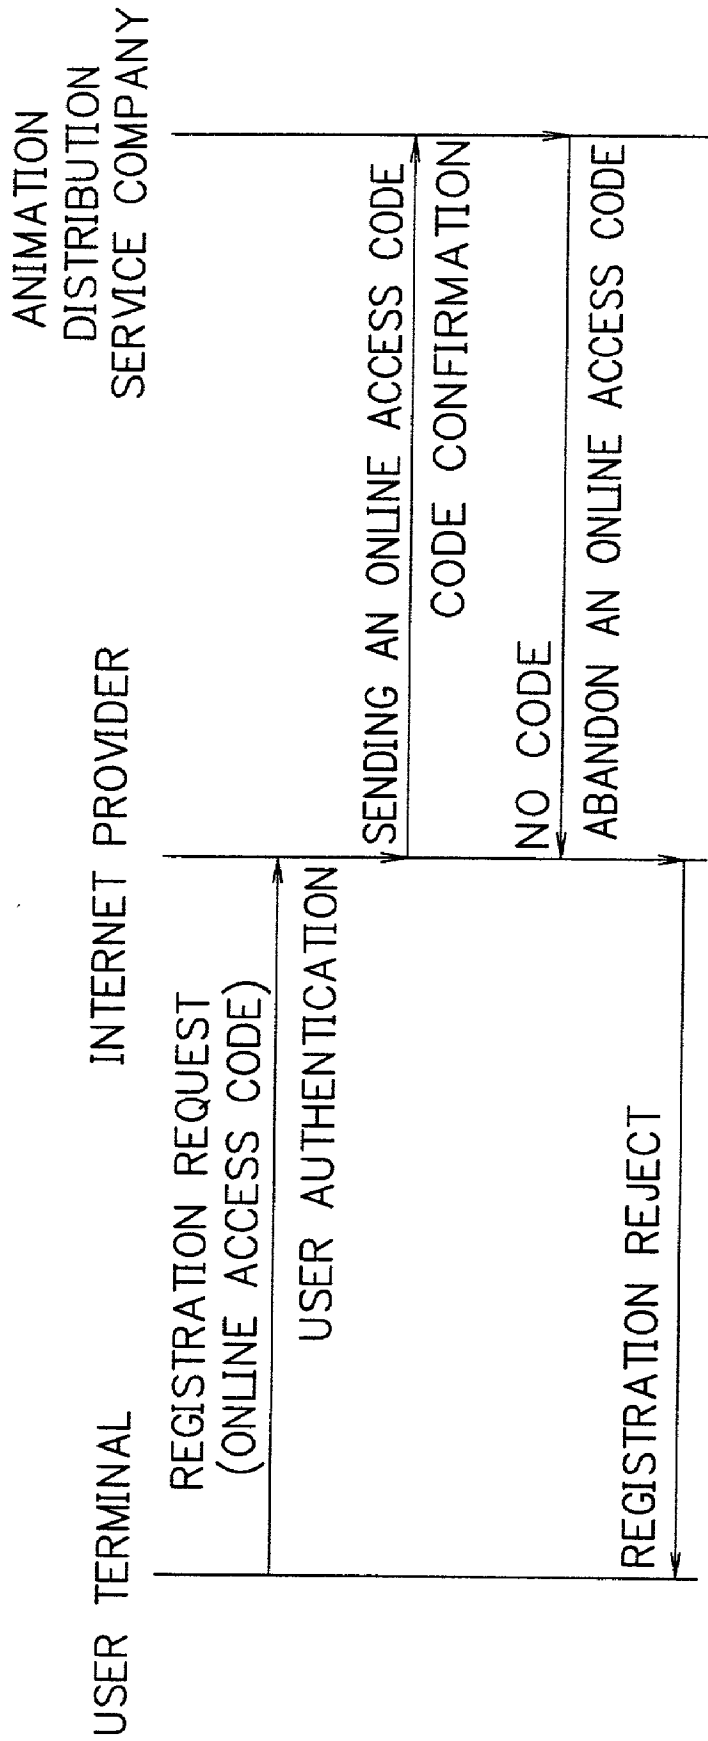 USER TERMINAL
INTERNET PROVIDER
ANIMATION
DISTRIBUTION
SERVICE COMPANY
REGISTRATION REQUEST
(ONLINE ACCESS CODE)
USER AUTHENTICATION
SENDING AN ONLINE ACCESS CODE
CODE CONFIRMATION
NO CODE
ABANDON AN ONLINE ACCESS CODE
REGISTRATION REJECT